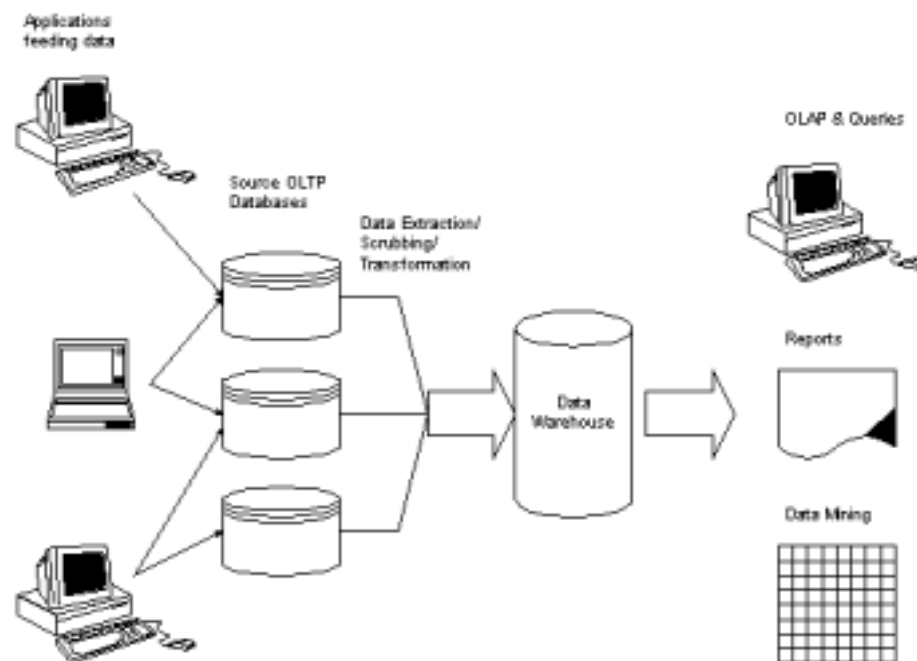 Applications
feeding data
Source OLTP
Databases
Data Extraction/
Scrubbing/
Transformation
Data
Warehouse
OLAP & Queries
Reports
Data Mining